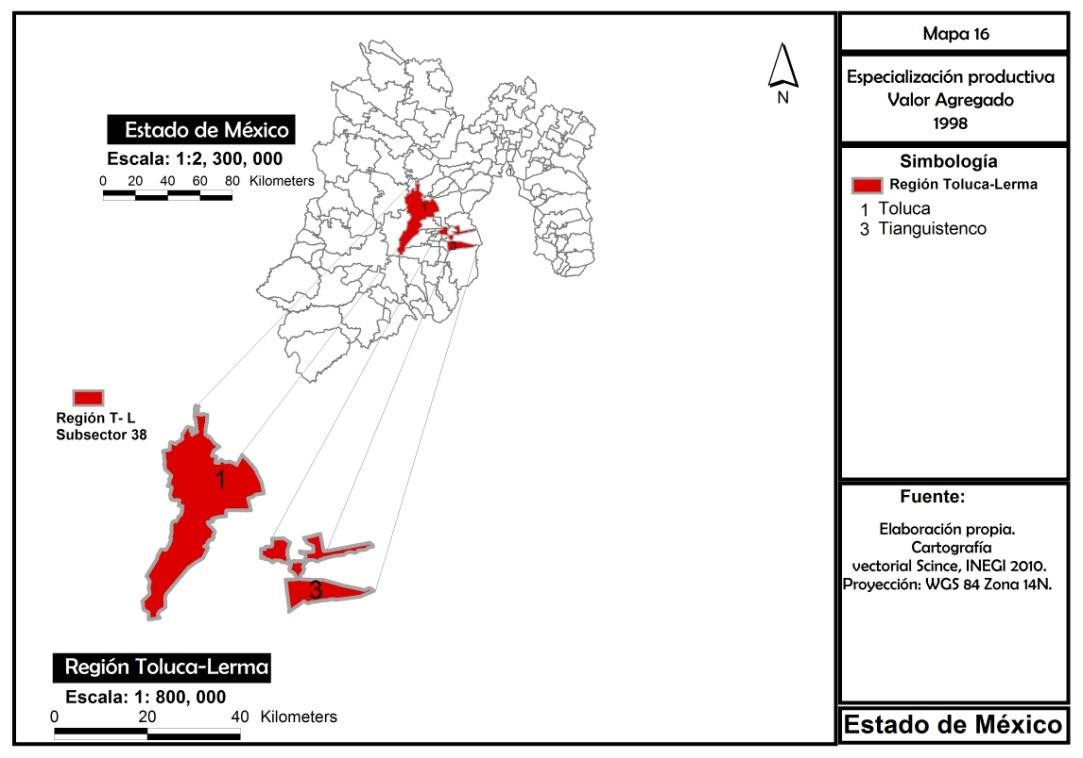 Mapa 16
Especialización productiva
Valor Agregado
1998
Simbología
Región Toluca-Lerma
1 Toluca
3 Tianguistenco
Fuente:
Elaboración propia.
Cartografía
vectorial Scince, INEGI 2010.
Proyección: WGS 84 Zona 14N.
Estado de México
N
Estado de México
Escala: 1:2, 300, 000
0 20 40 60 80 Kilometers
1
3
Región T- L
Subsector 38
1
3
Región Toluca-Lerma
Escala: 1: 800, 000
0 20 40 Kilometers